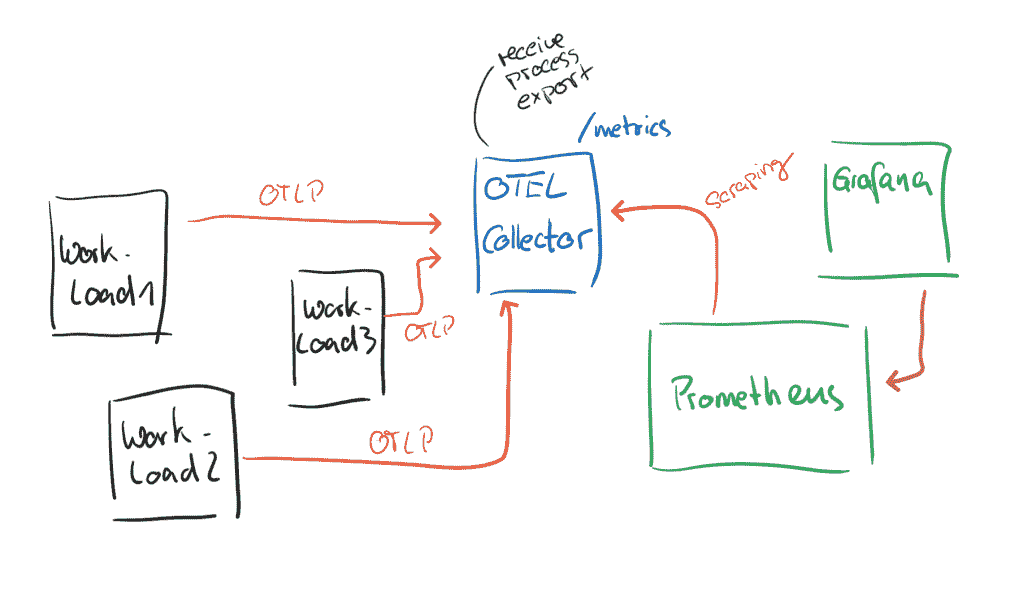 receive
process
export
/metrics
OTEL
Collector
scraping
Grafana
OTLP
Work-
load1
Work-
load3
OTLP
Prometheus
Work-
load2
OTLP